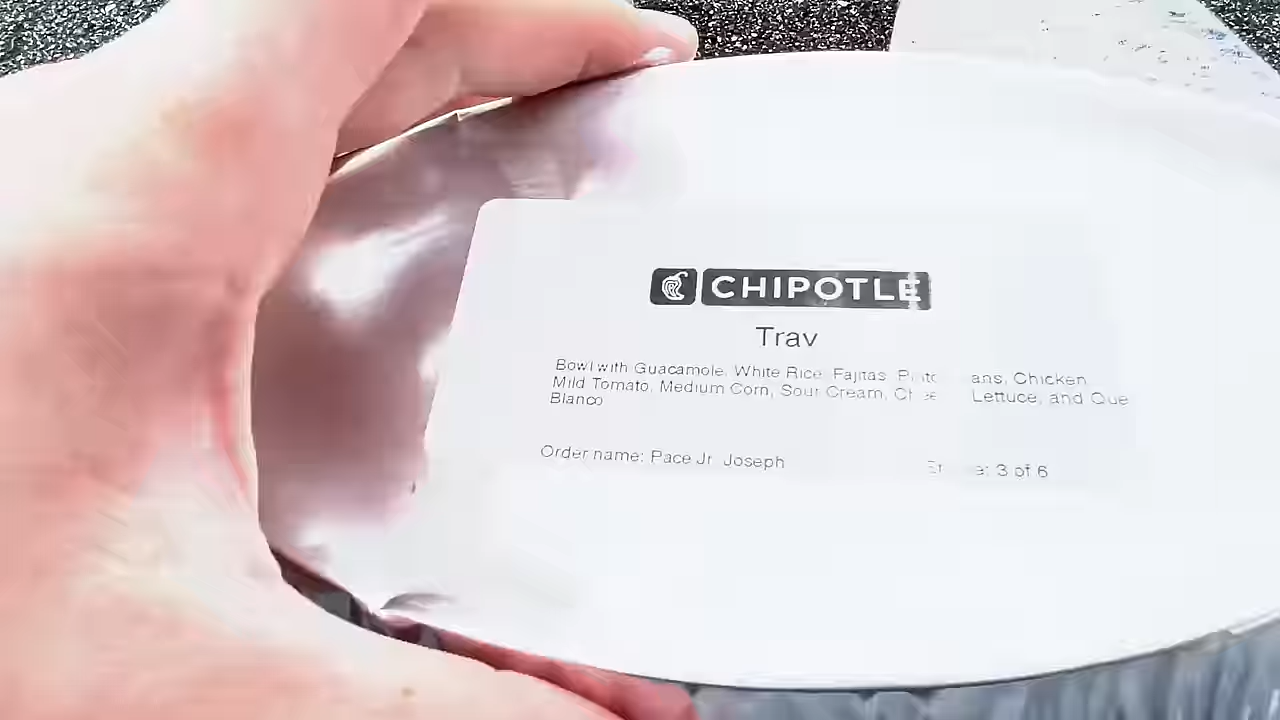 CHIPOTLE
Trav
Bowl with Guacamole, White Rice, Fajitas, Chicken,
Mild Tomato, Medium Corn, Sour Cream, Lettuce, and
Blanco
Order name: Pace Jr Joseph
3 of 6